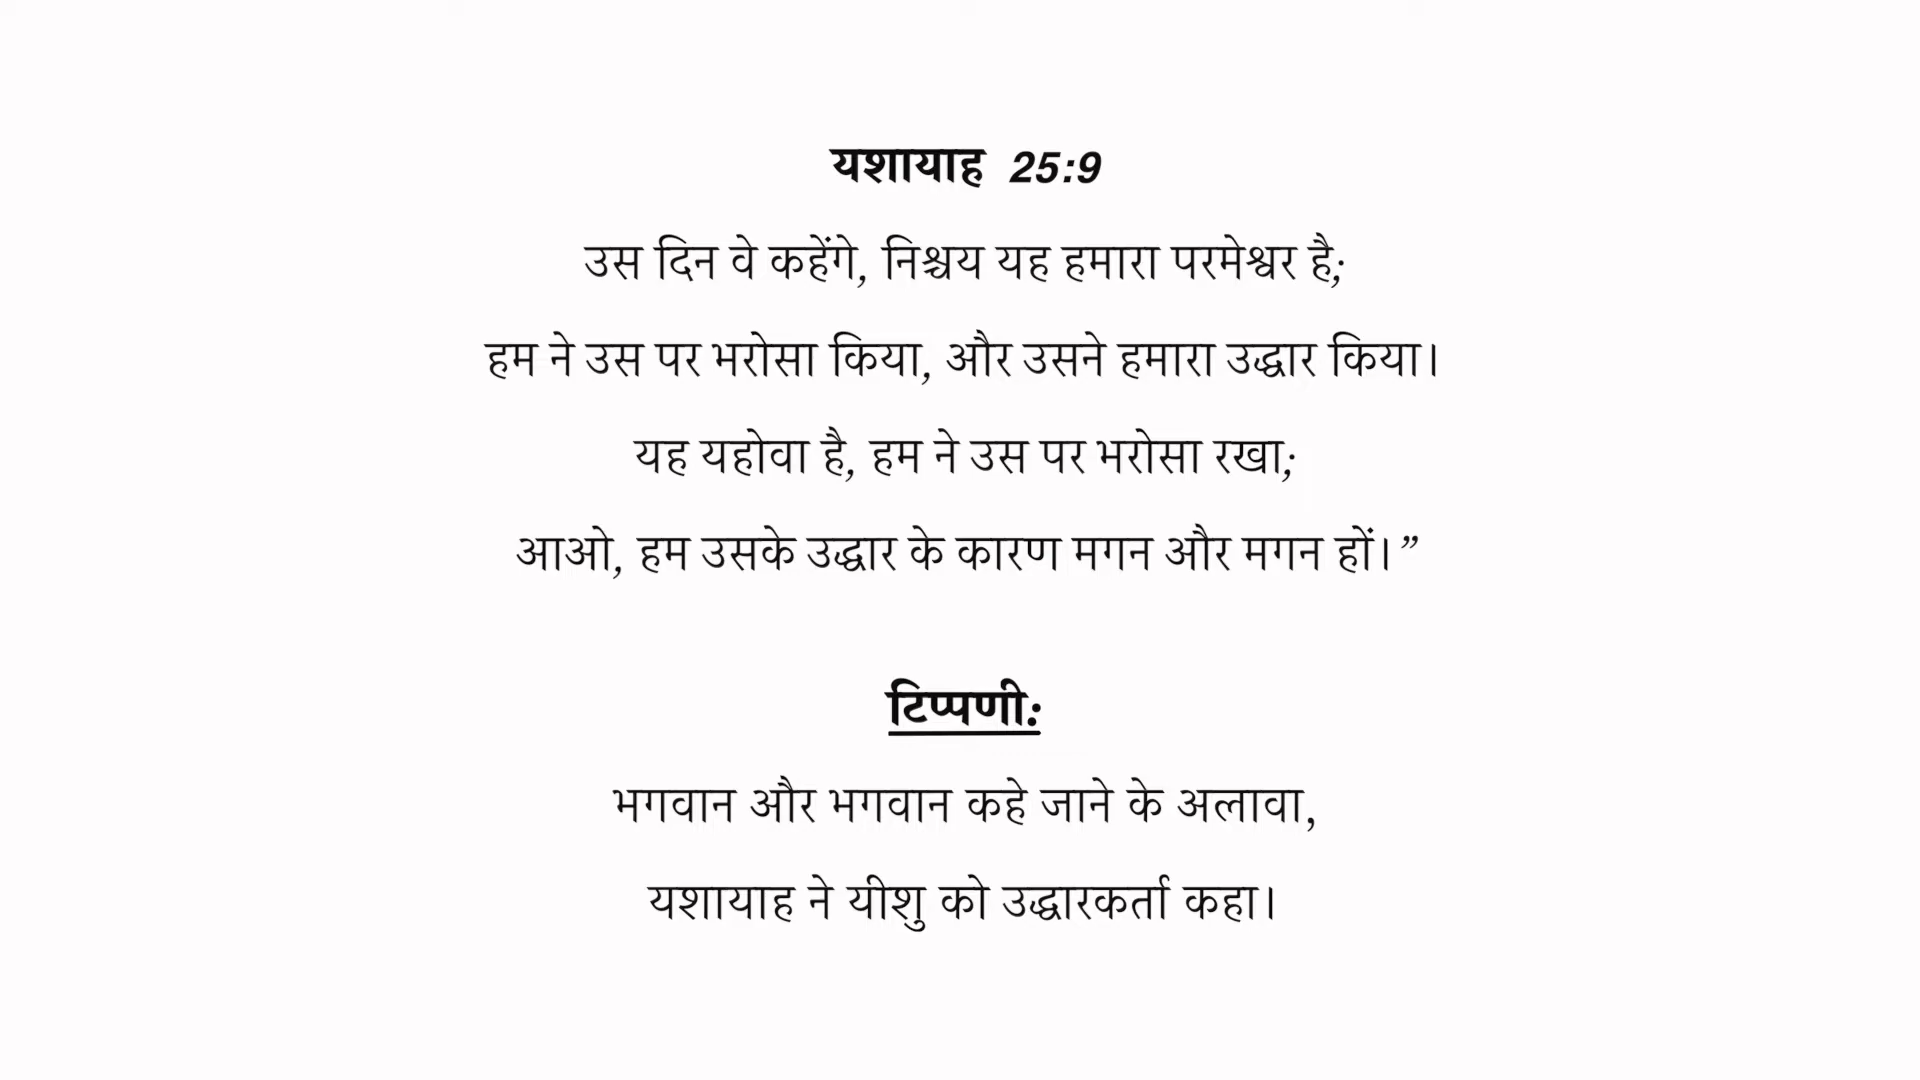 यशायाह 25:9
उस दिन वे कहेंगे, निश्चय यह हमारा परमेश्वर है;
हम ने उस पर भरोसा किया, और उसने हमारा उद्धार किया।
यह यहोवा है, हम ने उस पर भरोसा रखा;
आओ, हम उसके उद्धार के कारण मगन और मगन हों।”
टिप्पणी:
भगवान और भगवान कहे जाने के अलावा,
यशायाह ने यीशु को उद्धारकर्ता कहा।